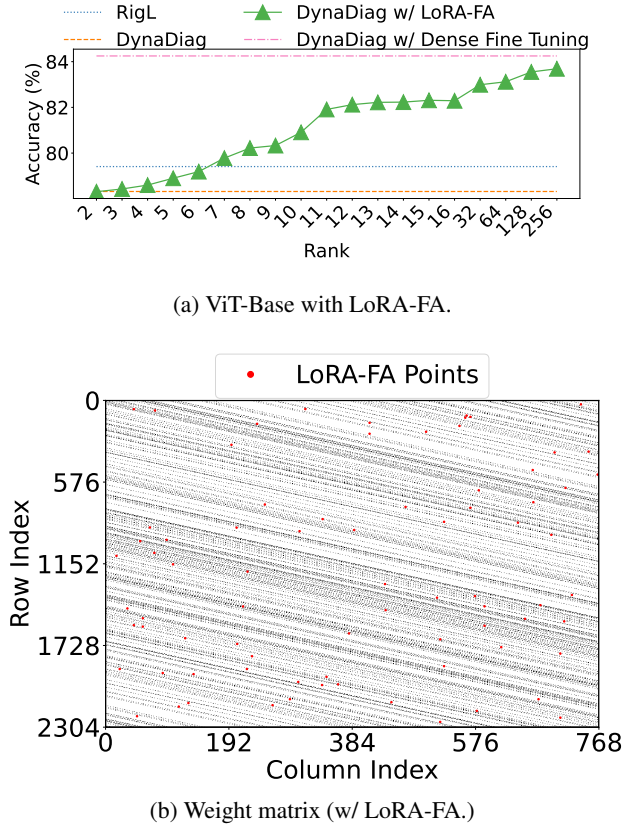 RigL
DynaDiag w/ LoRA-FA
DynaDiag
DynaDiag w/ Dense Fine Tuning
84
82
80
Accuracy (%)
2 3 4 5 6 7 8 9 10 11 12 13 14 15 16 32 64 128 256
Rank
(a) ViT-Base with LoRA-FA.
LoRA-FA Points
0
576
1152
1728
2304
Row Index
0 192 384 576 768
Column Index
(b) Weight matrix (w/ LoRA-FA.)